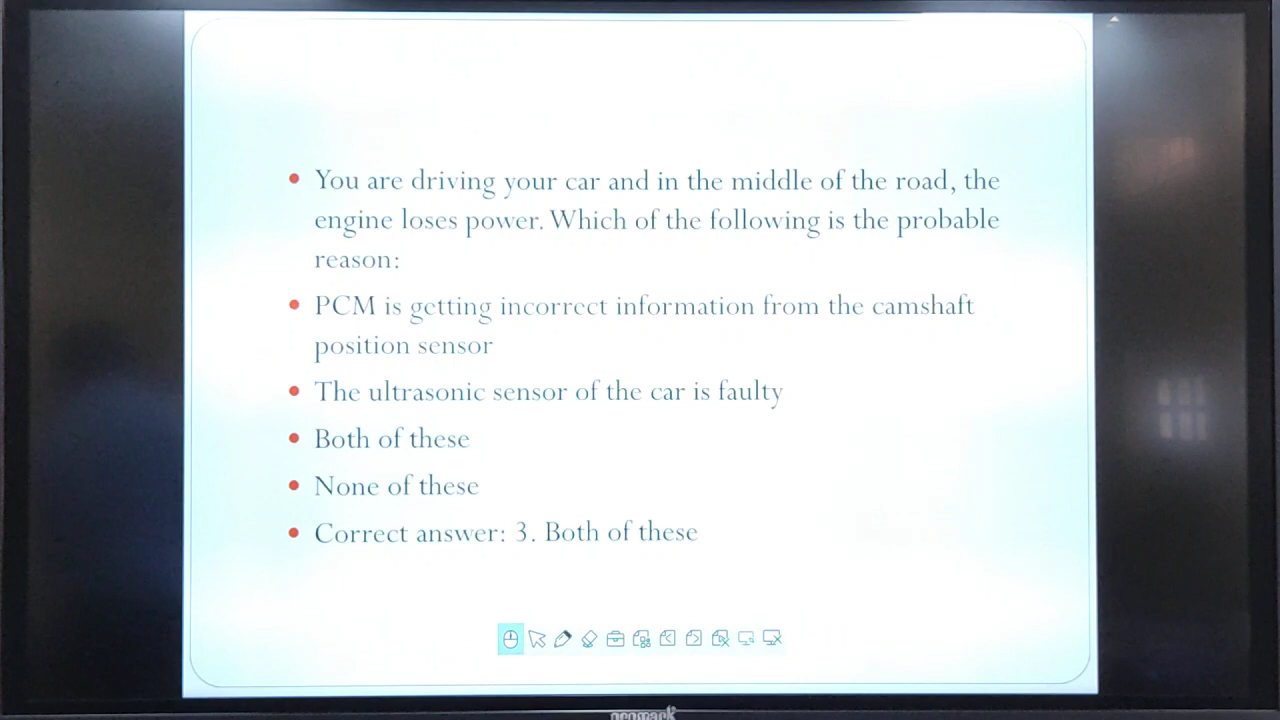 You are driving your car and in the middle of the road, the
engine loses power. Which of the following is the probable
reason:
PCM is getting incorrect information from the camshaft
position sensor
The ultrasonic sensor of the car is faulty
Both of these
None of these
Correct answer: 3. Both of these